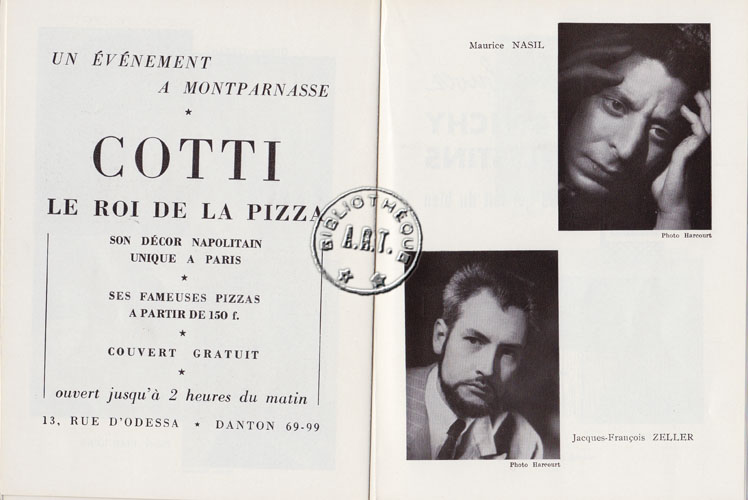 UN ÉVÉNEMENT
A MONTPARNASSE
COTTI
LE ROI DE LA PIZZA
SON DÉCOR NAPOLITAIN
UNIQUE A PARIS
SES FAMEUSES PIZZAS
A PARTIR DE 150 f.
COUVERT GRATUIT
ouvert jusqu'à 2 heures du matin
13, RUE D'ODESSA ★ DANTON 69-99
BIBLIOTHÈQUE
A.R.T.
Maurice NASIL
Photo Harcourt
Jacques-François ZELLER
Photo Harcourt